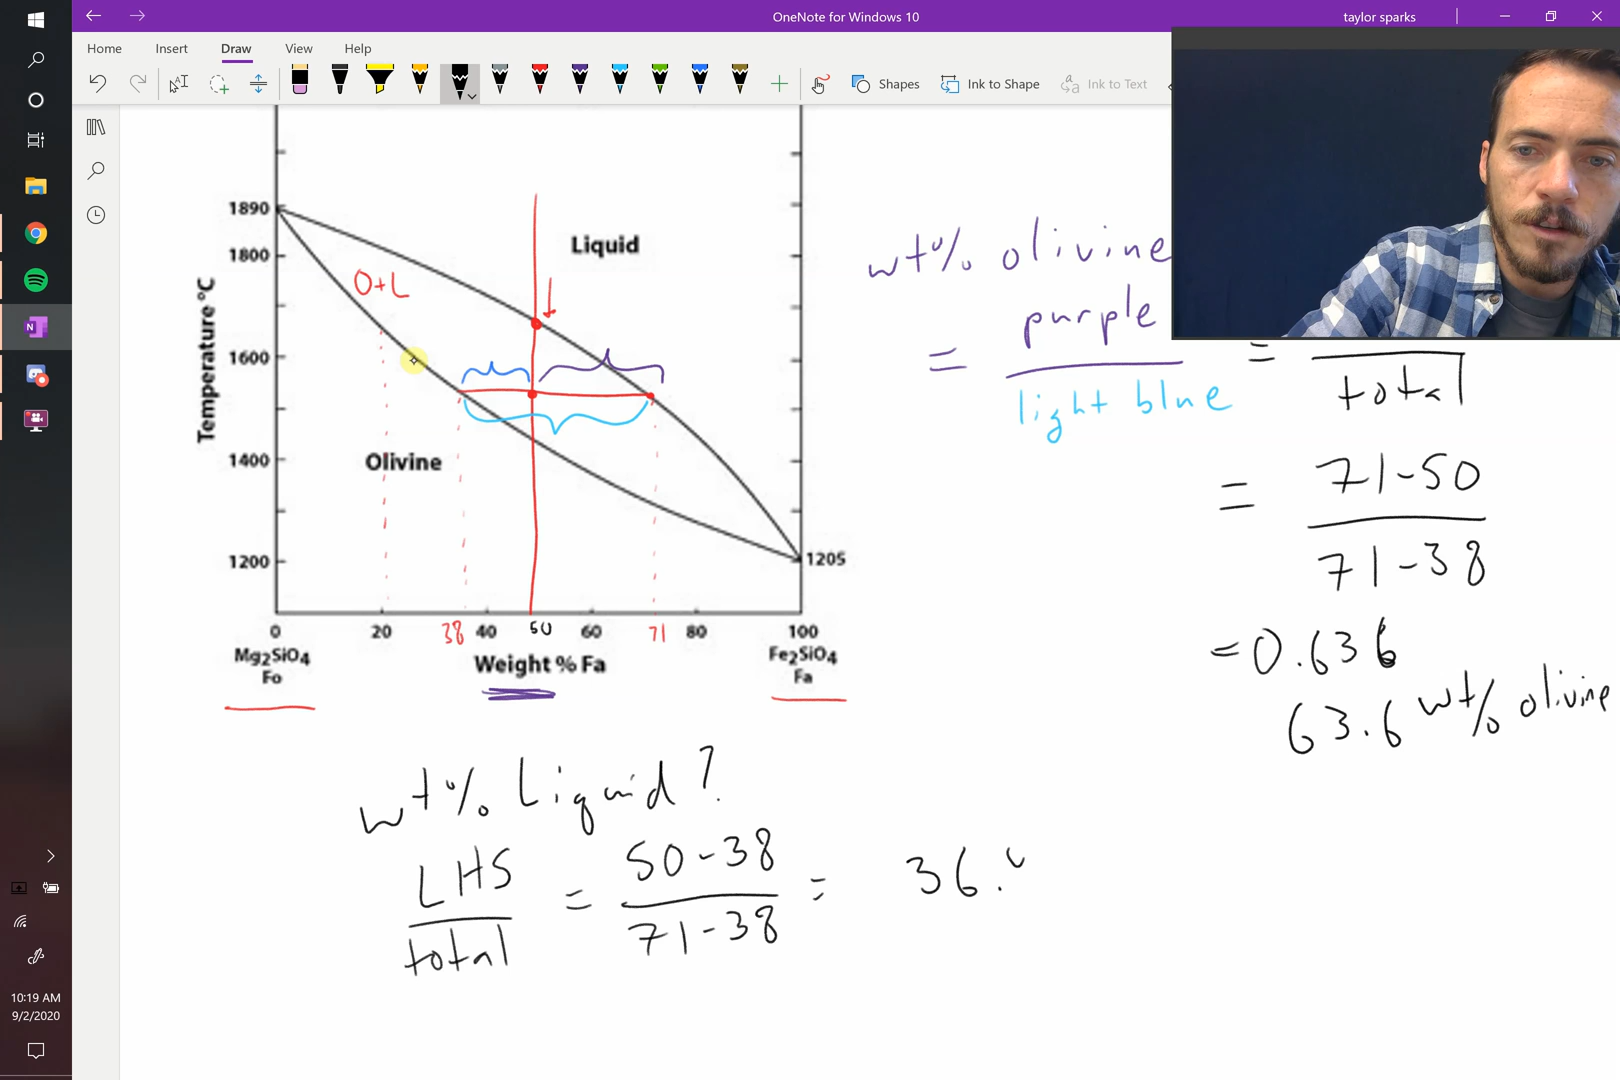 OneNote for Windows 10
taylor sparks
Home Insert Draw View Help
Shapes Ink to Shape Ink to Text
1890
1800
1600
1400
1200
Temperature °C
Liquid
O+L
Olivine
1205
0 20 38 40 50 60 71 80 100
Mg2SiO4
Fo
Weight % Fa
Fe2SiO4
Fa
wt% olivine
= purple
light blue
=
total
= 71-50
71-38
= 0.636
63.6 wt% olivine
wt% Liquid?
LHS = 50-38 = 36.
total 71-38
10:19 AM
9/2/2020